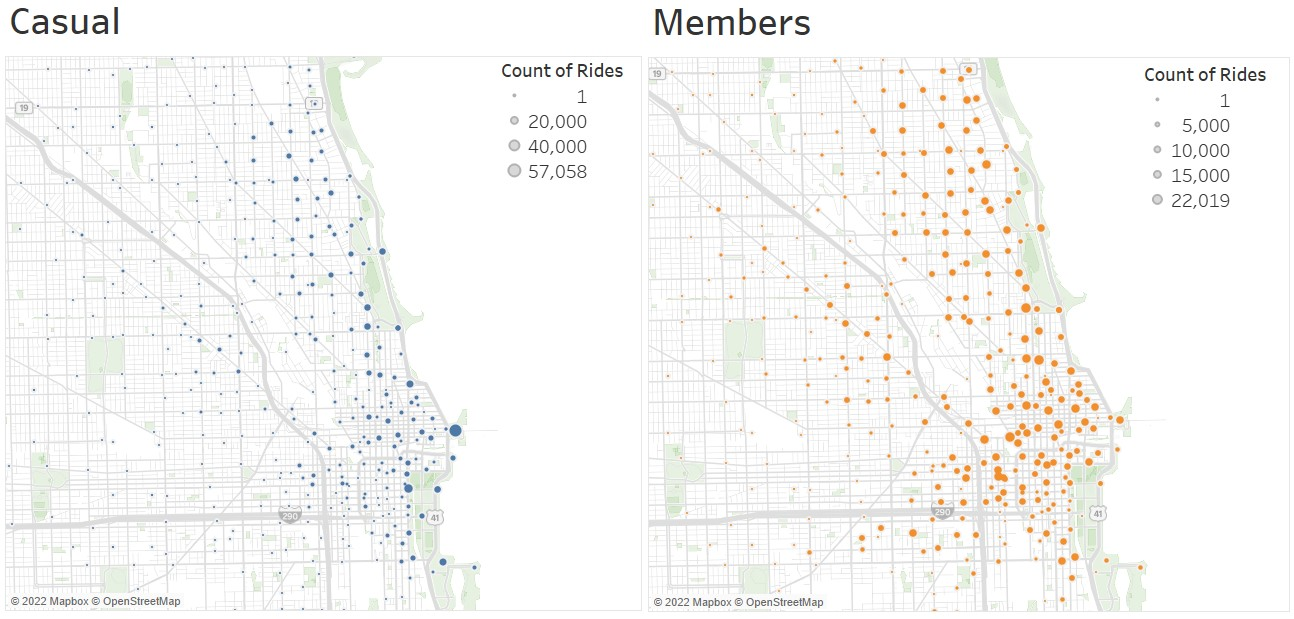 Casual
Members
Count of Rides
1
20,000
40,000
57,058
19
290
41
© 2022 Mapbox © OpenStreetMap
Count of Rides
1
5,000
10,000
15,000
22,019
19
290
41
© 2022 Mapbox © OpenStreetMap